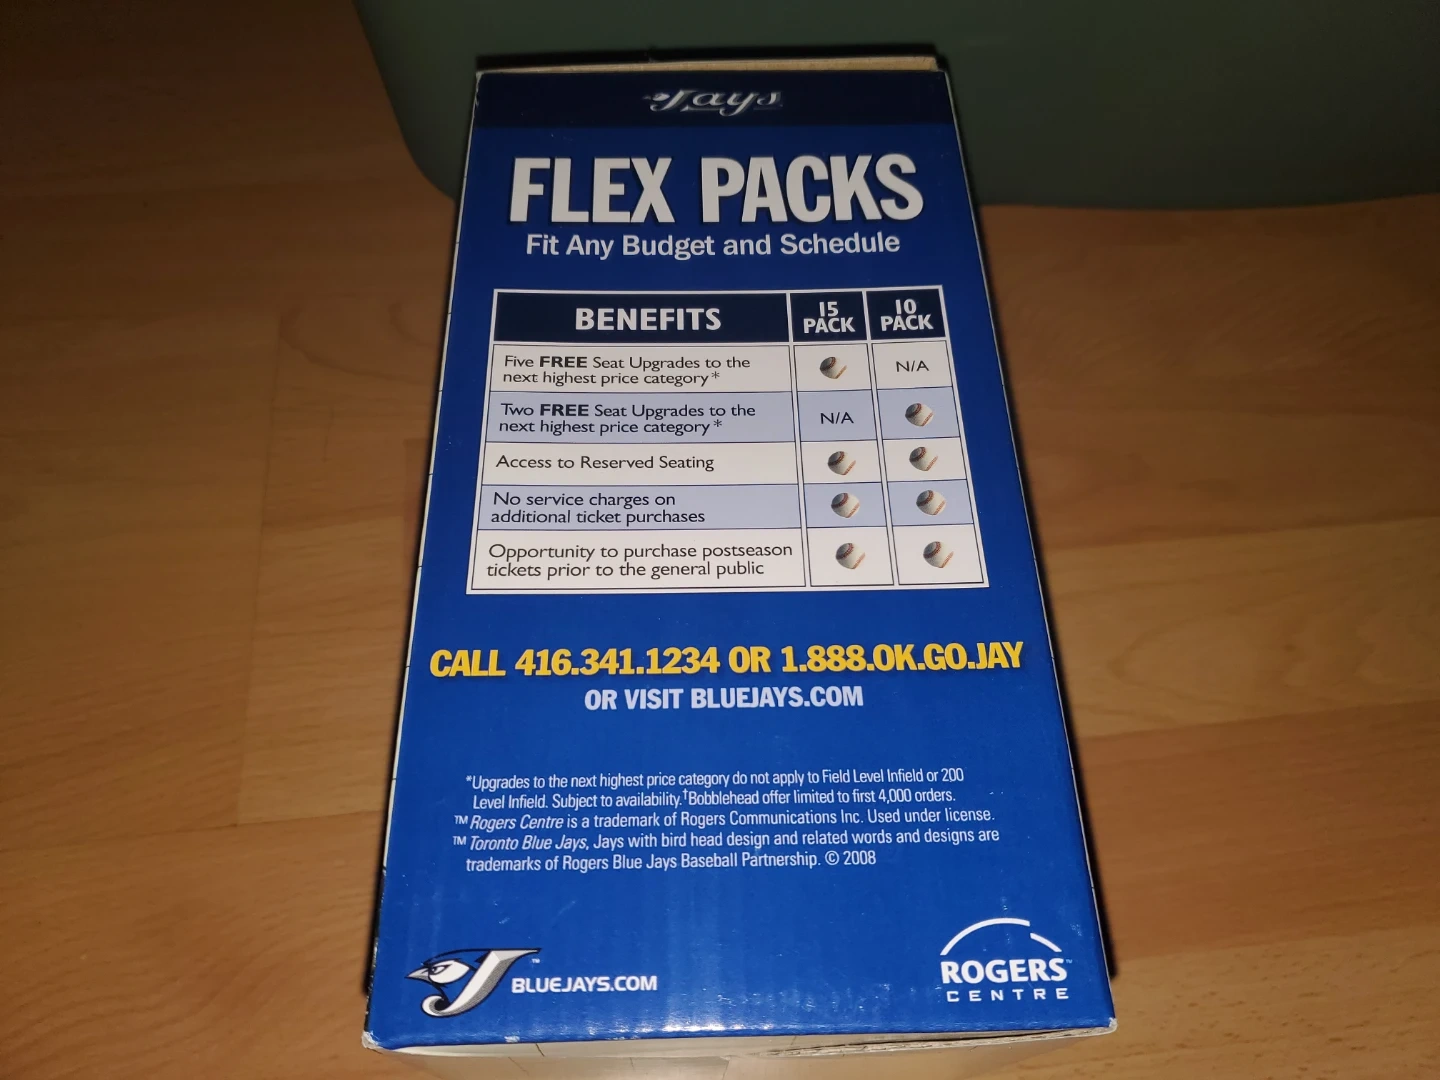 Jays
FLEX PACKS
Fit Any Budget and Schedule
BENEFITS
15
PACK
10
PACK
Five FREE Seat Upgrades to the
next highest price category*
N/A
Two FREE Seat Upgrades to the
next highest price category*
N/A
Access to Reserved Seating
No service charges on
additional ticket purchases
Opportunity to purchase postseason
tickets prior to the general public
CALL 416.341.1234 OR 1.888.OK.GO.JAY
OR VISIT BLUEJAYS.COM
*Upgrades to the next highest price category do not apply to Field Level Infield or 200
Level Infield. Subject to availability.†Bobblehead offer limited to first 4,000 orders.
™ Rogers Centre is a trademark of Rogers Communications Inc. Used under license.
™ Toronto Blue Jays, Jays with bird head design and related words and designs are
trademarks of Rogers Blue Jays Baseball Partnership. © 2008
J™
BLUEJAYS.COM
ROGERS™
CENTRE